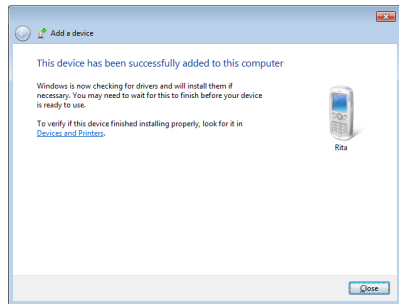 Add a device
This device has been successfully added to this computer
Windows is now checking for drivers and will install them if
necessary. You may need to wait for this to finish before your device
is ready to use.
To verify if this device finished installing properly, look for it in
Devices and Printers.
Rita
Close